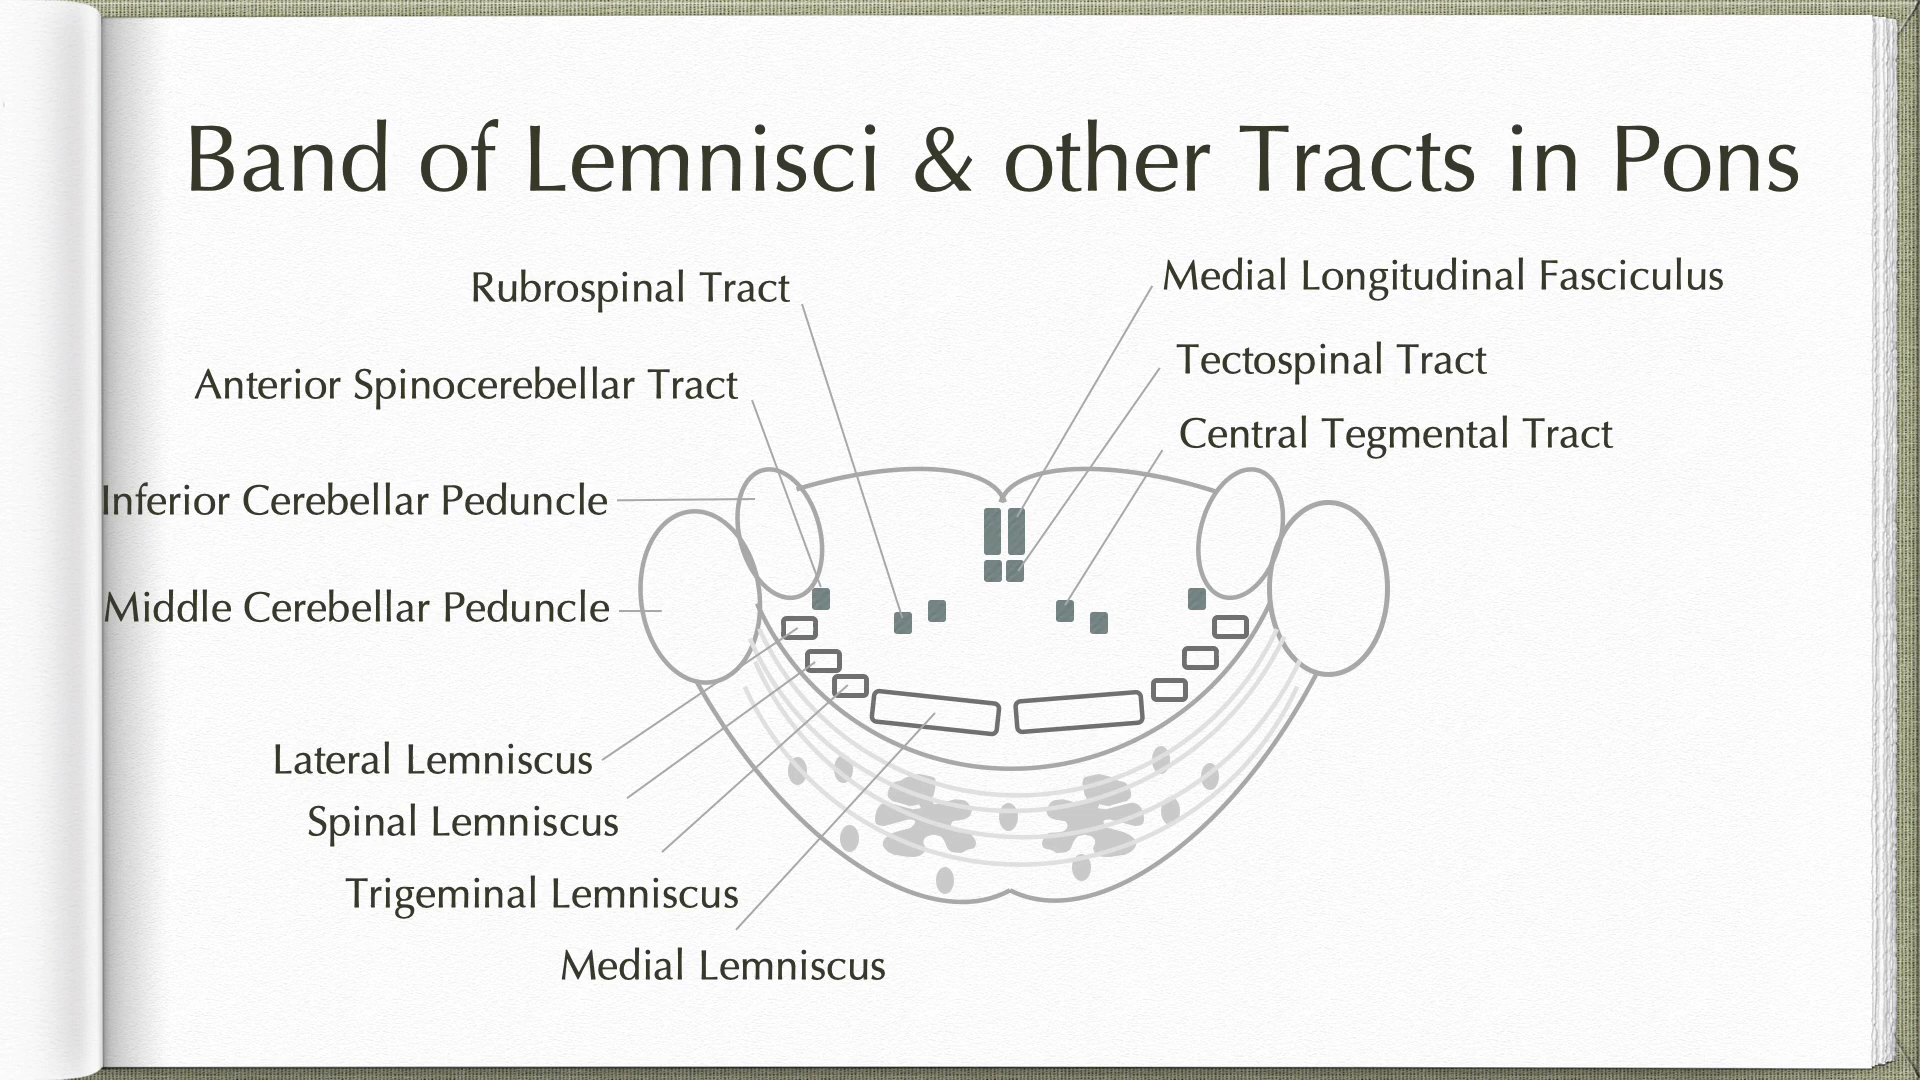 Band of Lemnisci & other Tracts in Pons
Rubrospinal Tract
Anterior Spinocerebellar Tract
Inferior Cerebellar Peduncle
Middle Cerebellar Peduncle
Lateral Lemniscus
Spinal Lemniscus
Trigeminal Lemniscus
Medial Lemniscus
Medial Longitudinal Fasciculus
Tectospinal Tract
Central Tegmental Tract